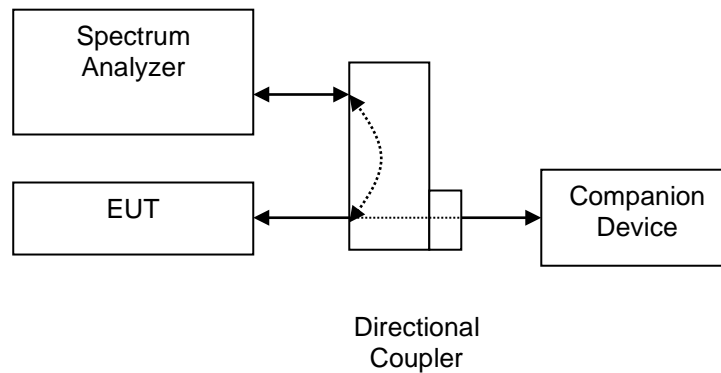 Spectrum
Analyzer
EUT
Companion
Device
Directional
Coupler